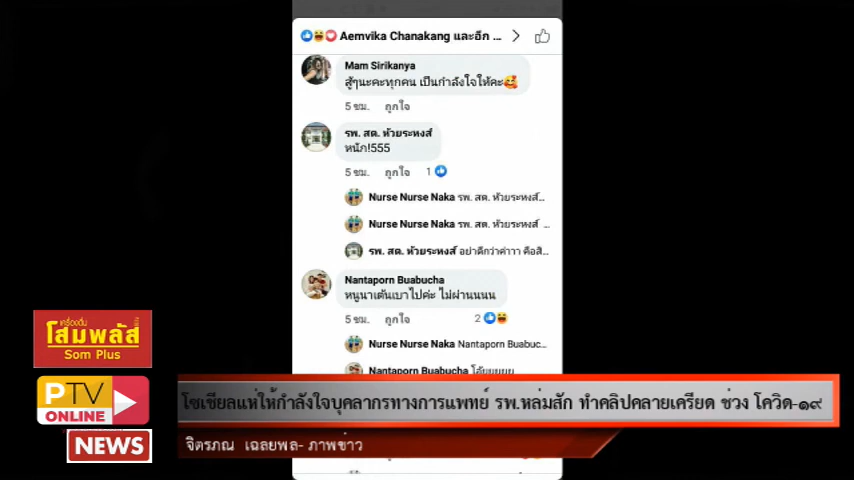 Aemvika Chanakang และอีก ...
Mam Sirikanya
สู้ๆนะคะทุกคน เป็นกำลังใจให้คะ🥰
5 ชม. ถูกใจ
รพ. สต. ห้วยระหงส์
หนัก!555
5 ชม. ถูกใจ 1
Nurse Nurse Naka รพ. สต. ห้วยระหงส์...
Nurse Nurse Naka รพ. สต. ห้วยระหงส์ ...
รพ. สต. ห้วยระหงส์ อย่าดีกว่าค่าาา คือสิ...
Nantaporn Buabucha
หนูนาเต้นเบาไปค่ะ ไม่ผ่านนนน
5 ชม. ถูกใจ 2
Nurse Nurse Naka Nantaporn Buabuc...
Nantaporn Buabucha โอ้ยยยยย
เครื่องดื่ม
โสมพลัส
Som Plus
PTV
ONLINE
NEWS
โซเชียลแห่ให้กำลังใจบุคลากรทางการแพทย์ รพ.หล่มสัก ทำคลิปคลายเครียด ช่วง โควิด-๑๙
จิตรภณ เฉลยพล- ภาพข่าว